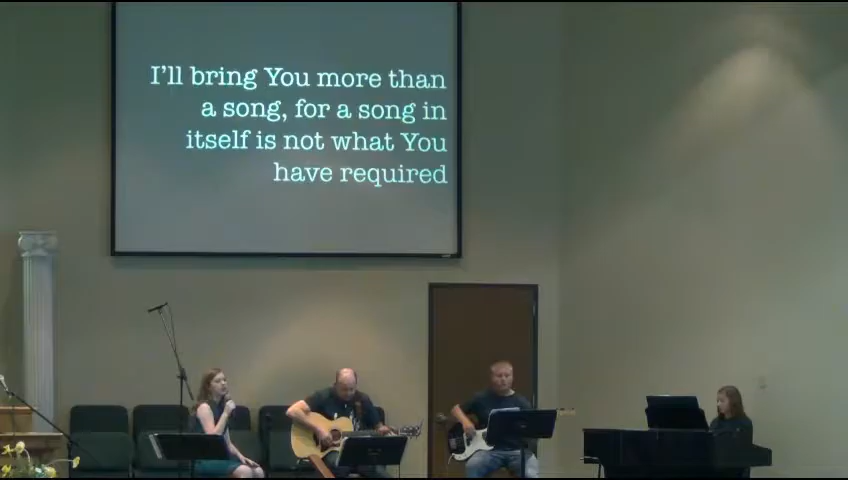 I'll bring You more than
a song, for a song in
itself is not what You
have required